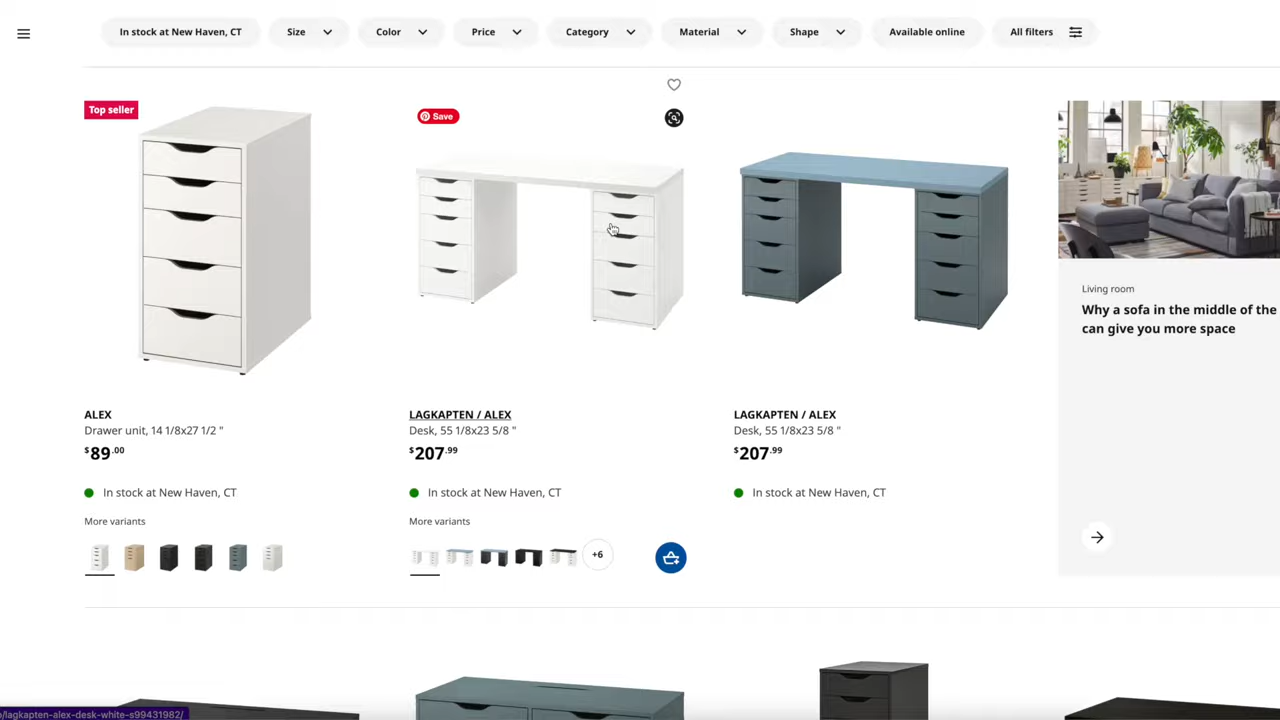 In stock at New Haven, CT
Size
Color
Price
Category
Material
Shape
Available online
All filters
Top seller
Save
ALEX
Drawer unit, 14 1/8x27 1/2 "
$89.00
In stock at New Haven, CT
More variants
LAGKAPTEN / ALEX
Desk, 55 1/8x23 5/8 "
$207.99
In stock at New Haven, CT
More variants
+6
LAGKAPTEN / ALEX
Desk, 55 1/8x23 5/8 "
$207.99
In stock at New Haven, CT
Living room
Why a sofa in the middle of the
can give you more space
/lagkapten-alex-desk-white-s99431982/